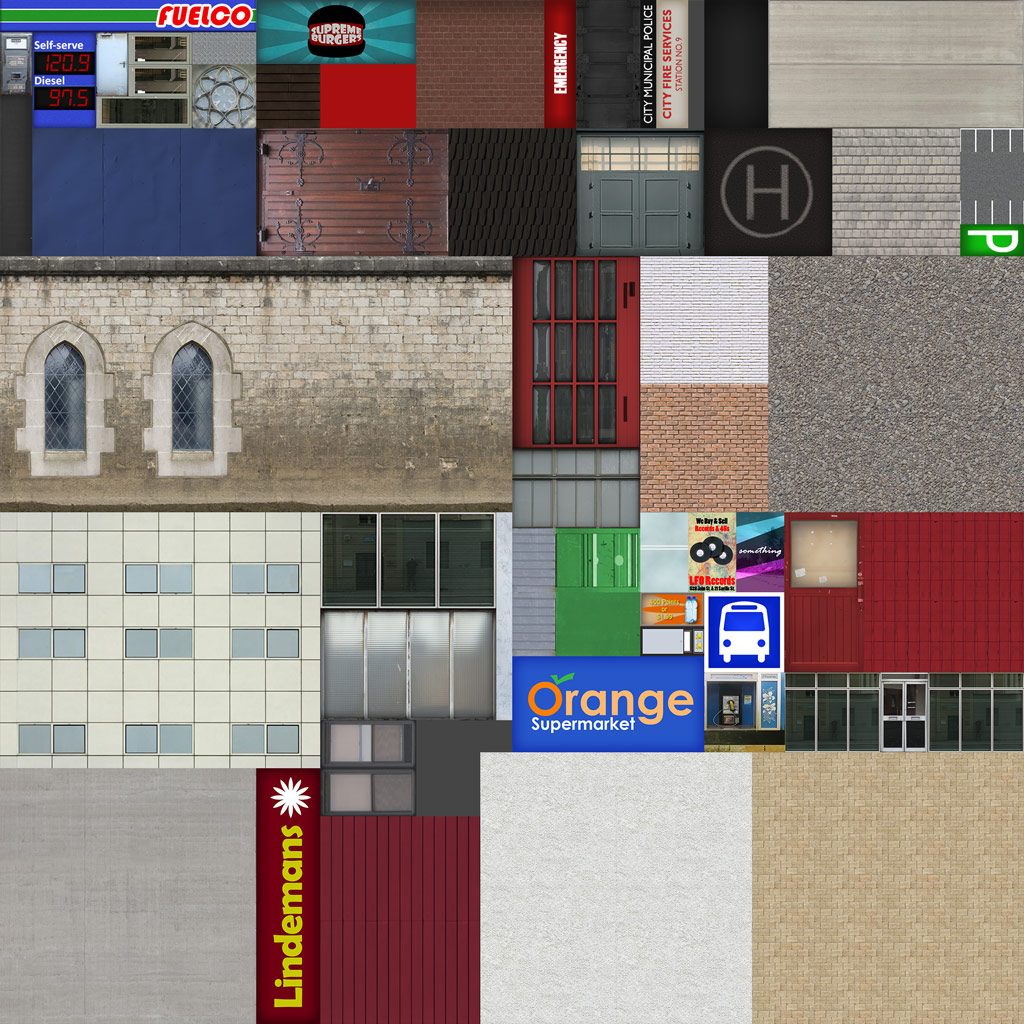 FUELCO
Self-serve
120.9
Diesel
97.5
SUPREME
BURGERS
EMERGENCY
CITY MUNICIPAL POLICE
CITY FIRE SERVICES
STATION NO. 9
H
P
We Buy & Sell
Records & 45s
LFO Records
something
Orange
Supermarket
Lindemans